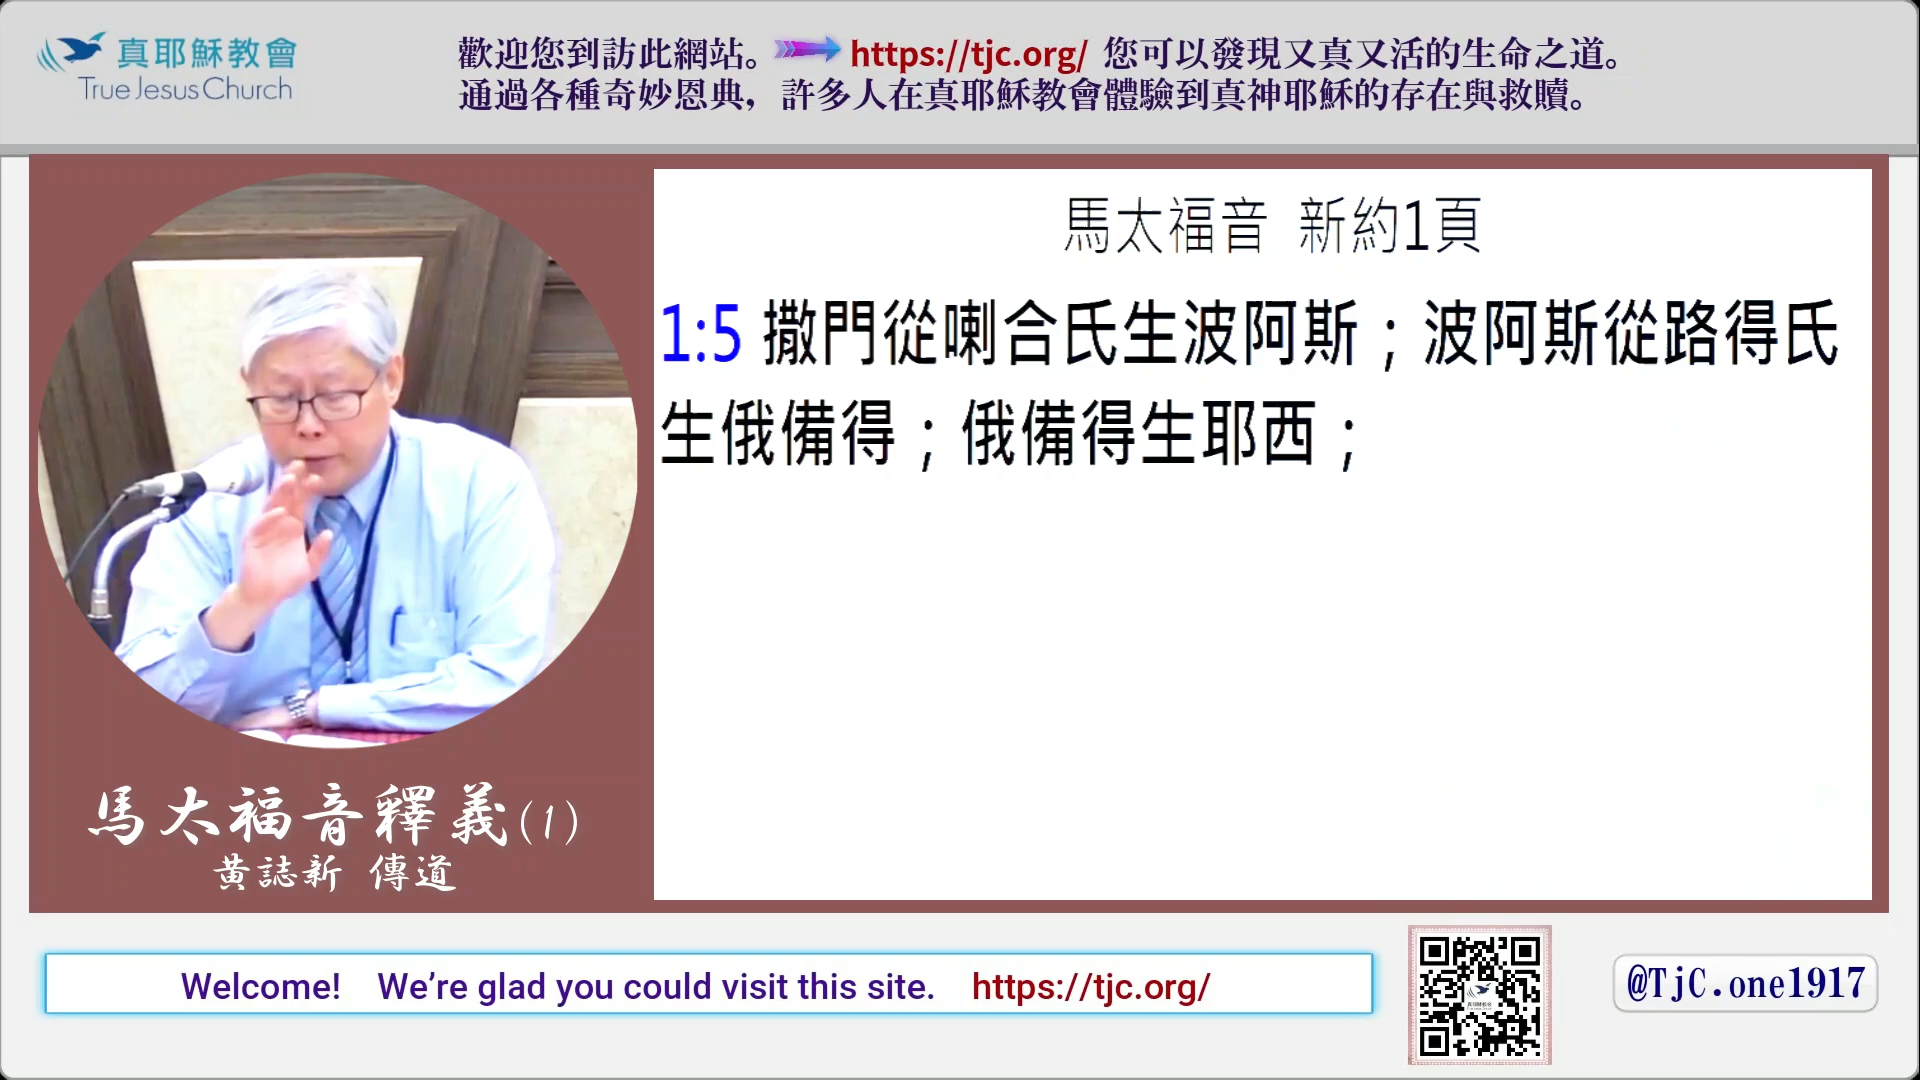 真耶穌教會
True Jesus Church
歡迎您到訪此網站。 https://tjc.org/ 您可以發現又真又活的生命之道。
通過各種奇妙恩典，許多人在真耶穌教會體驗到真神耶穌的存在與救贖。
馬太福音 新約1頁
1:5 撒門從喇合氏生波阿斯；波阿斯從路得氏
生俄備得；俄備得生耶西；
馬太福音釋義(1)
黃誌新 傳道
Welcome! We’re glad you could visit this site. https://tjc.org/
@TjC.one1917